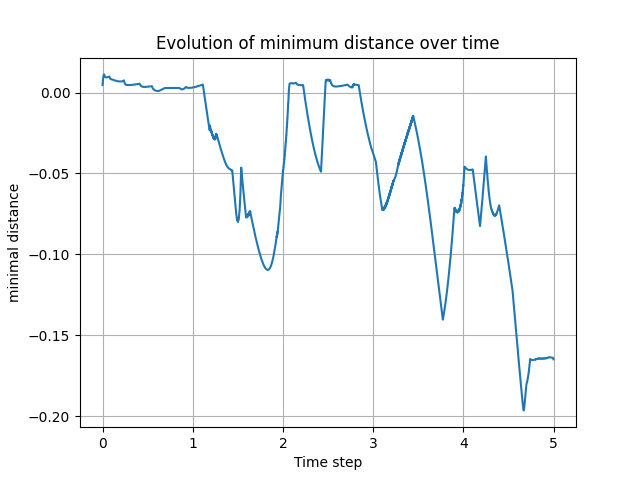 Evolution of minimum distance over time
minimal distance
0.00
−0.05
−0.10
−0.15
−0.20
0 1 2 3 4 5
Time step